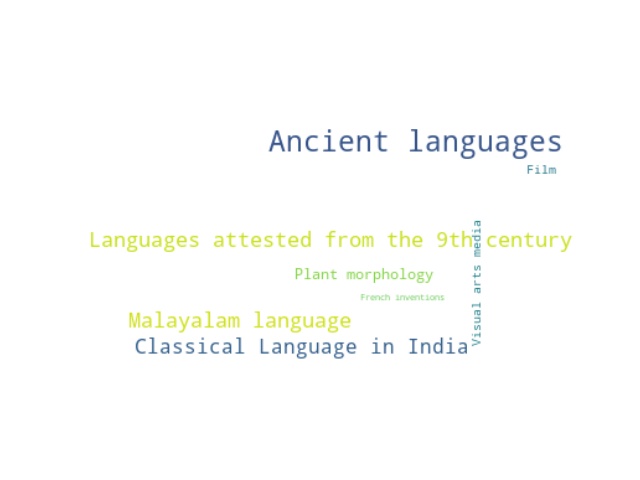 Ancient languages
Film
Languages attested from the 9th century
Visual arts media
Plant morphology
French inventions
Malayalam language
Classical Language in India